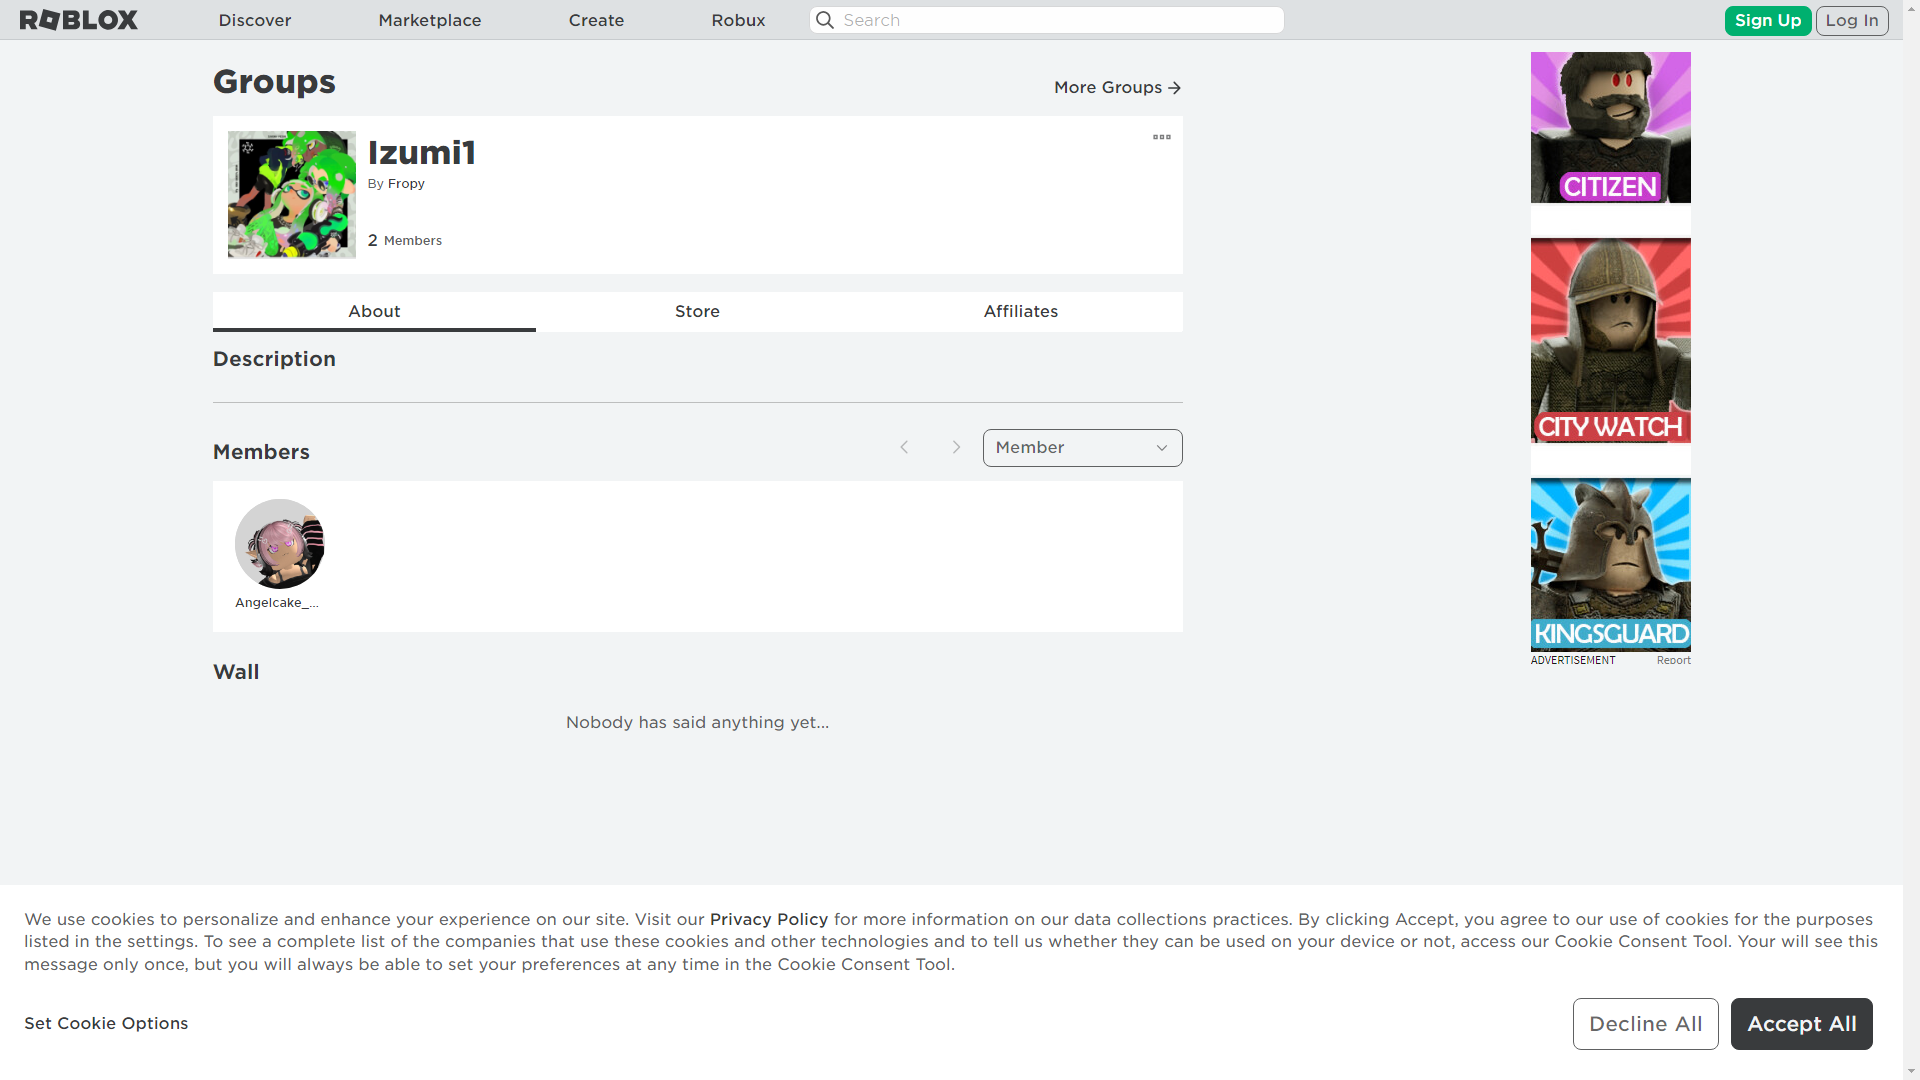 ROBLOX
Discover
Marketplace
Create
Robux
Search
Sign Up
Log In
Groups
More Groups
Izumi1
By Fropy
2 Members
About
Store
Affiliates
Description
Members
Member
Angelcake_...
Wall
Nobody has said anything yet...
CITIZEN
CITY WATCH
KINGSGUARD
ADVERTISEMENT
Report
We use cookies to personalize and enhance your experience on our site. Visit our Privacy Policy for more information on our data collections practices. By clicking Accept, you agree to our use of cookies for the purposes
listed in the settings. To see a complete list of the companies that use these cookies and other technologies and to tell us whether they can be used on your device or not, access our Cookie Consent Tool. Your will see this
message only once, but you will always be able to set your preferences at any time in the Cookie Consent Tool.
Set Cookie Options
Decline All
Accept All